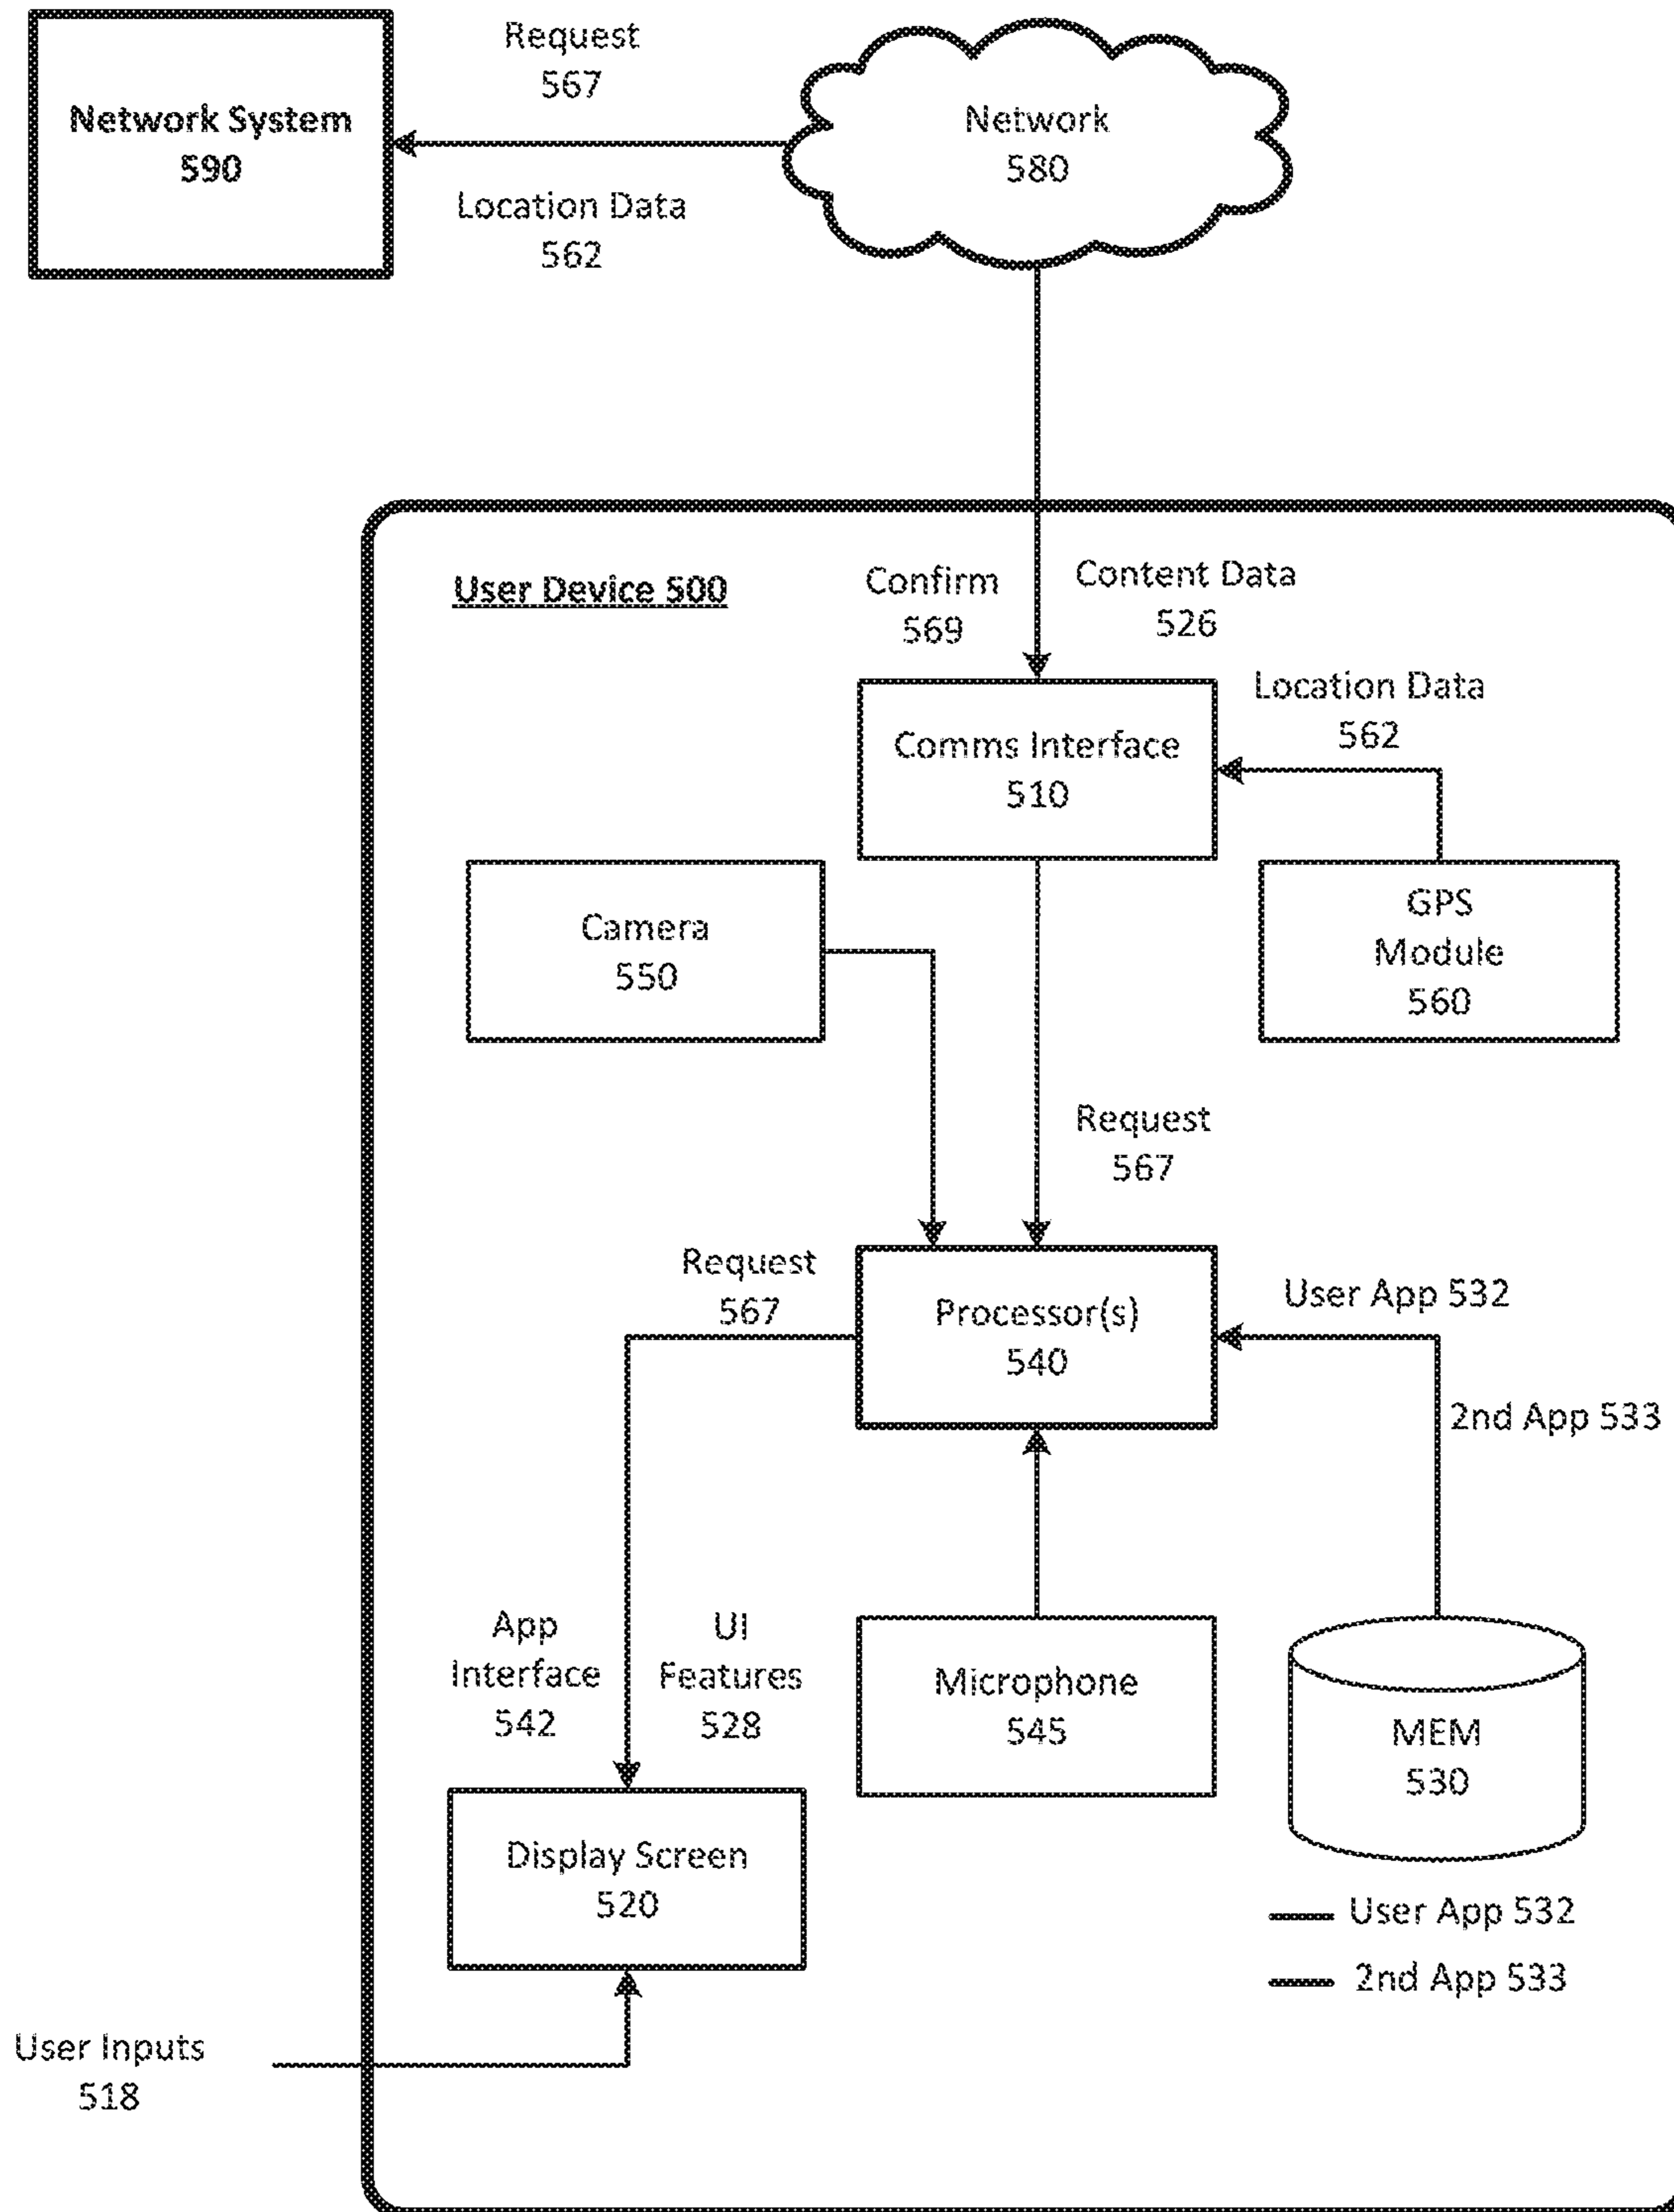 Request
567
Network System
590
Location Data
562
Network
580
User Device 500
Confirm
569
Content Data
526
Location Data
562
Comms Interface
510
Camera
550
GPS
Module
560
Request
567
Request
567
Processor(s)
540
User App 532
2nd App 533
App
Interface
542
UI
Features
528
Microphone
545
MEM
530
Display Screen
520
User App 532
2nd App 533
User Inputs
518